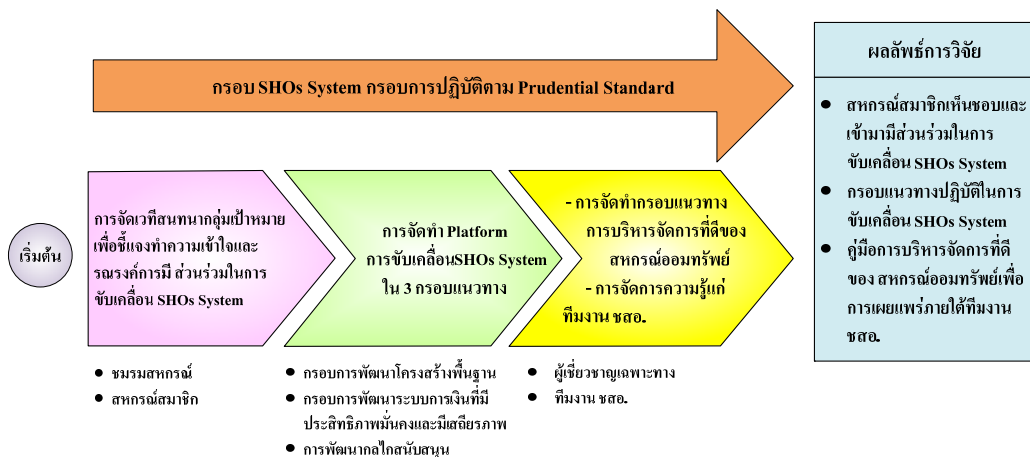 กรอบ SHOs System กรอบการปฏิบัติตาม Prudential Standard
เริ่มต้น
การจัดเวทีสนทนากลุ่มเป้าหมาย
เพื่อชี้แจงทำความเข้าใจและ
รณรงค์การมี ส่วนร่วมในการ
ขับเคลื่อน SHOs System
● ชมรมสหกรณ์
● สหกรณ์สมาชิก
การจัดทำ Platform
การขับเคลื่อนSHOs System
ใน 3 กรอบแนวทาง
● กรอบการพัฒนาโครงสร้างพื้นฐาน
● กรอบการพัฒนาระบบการเงินที่มี
ประสิทธิภาพมั่นคงและมีเสถียรภาพ
● การพัฒนากลไกสนับสนุน
- การจัดทำกรอบแนวทาง
การบริหารจัดการที่ดีของ
สหกรณ์ออมทรัพย์
- การจัดการความรู้แก่
ทีมงาน ชสอ.
● ผู้เชี่ยวชาญเฉพาะทาง
● ทีมงาน ชสอ.
ผลลัพธ์การวิจัย
● สหกรณ์สมาชิกเห็นชอบและ
เข้ามามีส่วนร่วมในการ
ขับเคลื่อน SHOs System
● กรอบแนวทางปฏิบัติในการ
ขับเคลื่อน SHOs System
● คู่มือการบริหารจัดการที่ดี
ของ สหกรณ์ออมทรัพย์เพื่อ
การเผยแพร่ภายใต้ทีมงาน
ชสอ.